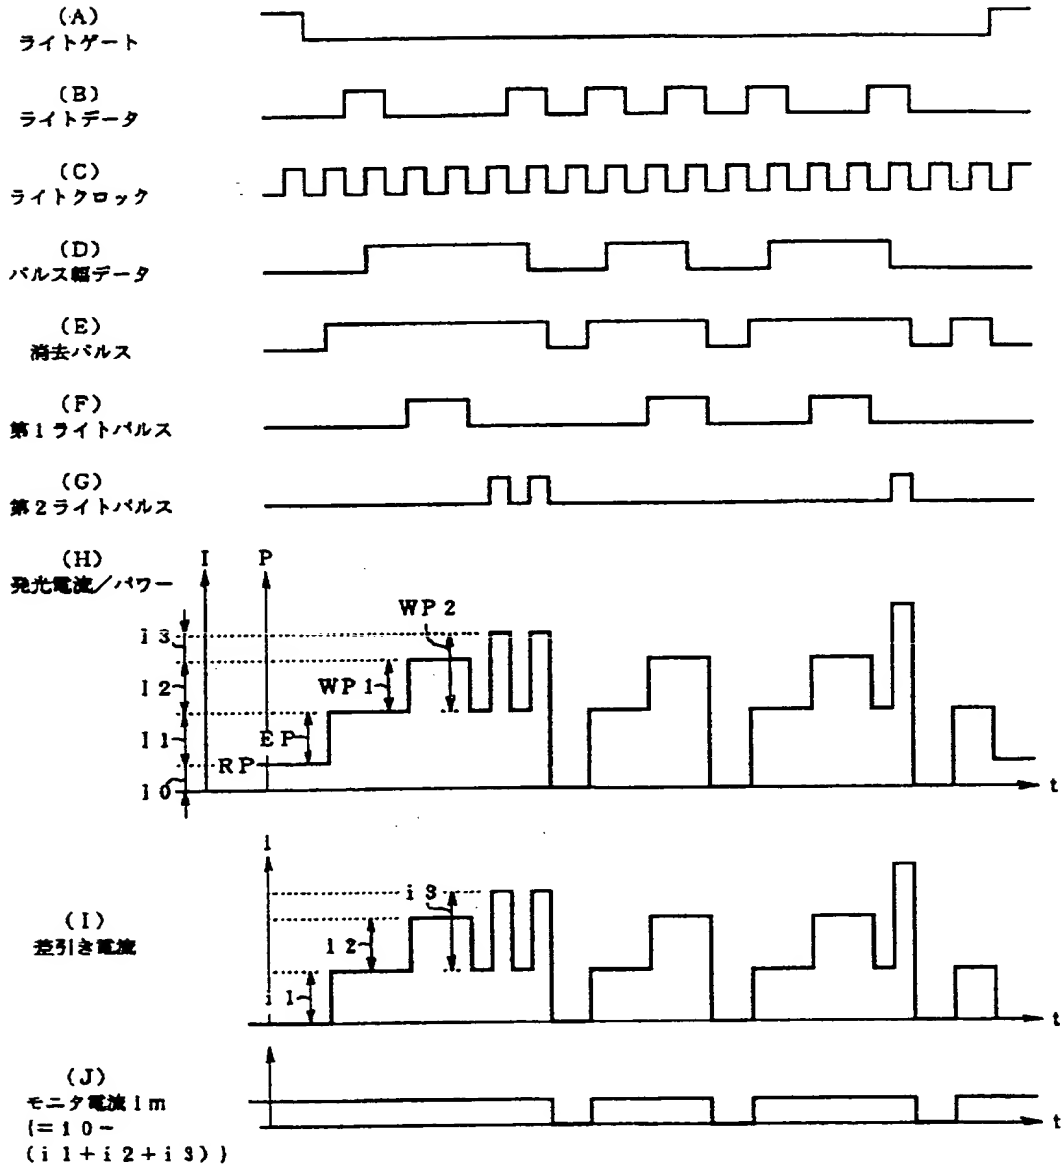 (A)
ライトゲート
(B)
ライトデータ
(C)
ライトクロック
(D)
パルス幅データ
(E)
消去パルス
(F)
第1ライトパルス
(G)
第2ライトパルス
(H)
発光電流/パワー
I
P
WP2
I3
I2
WP1
I1
EP
RP
I0
t
I
i3
(I)
差引き電流
i2
i1
t
(J)
モニタ電流Im
{=I0-
(i1+i2+i3)}
t